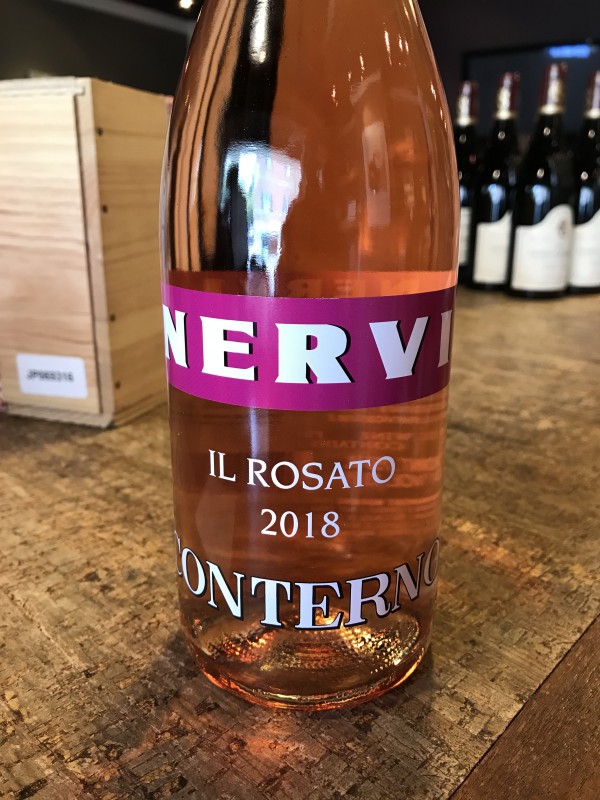 NERVI
IL ROSATO
2018
CONTERNO